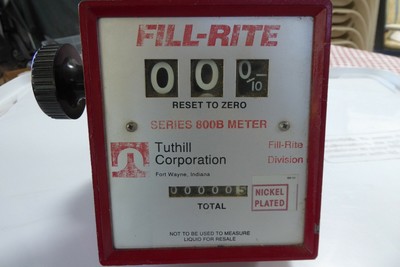 FILL-RITE
0 0 0/10
RESET TO ZERO
SERIES 800B METER
Tuthill
Corporation
Fort Wayne, Indiana
Fill-Rite
Division
TOTAL
NICKEL
PLATED
NOT TO BE USED TO MEASURE
LIQUID FOR RESALE